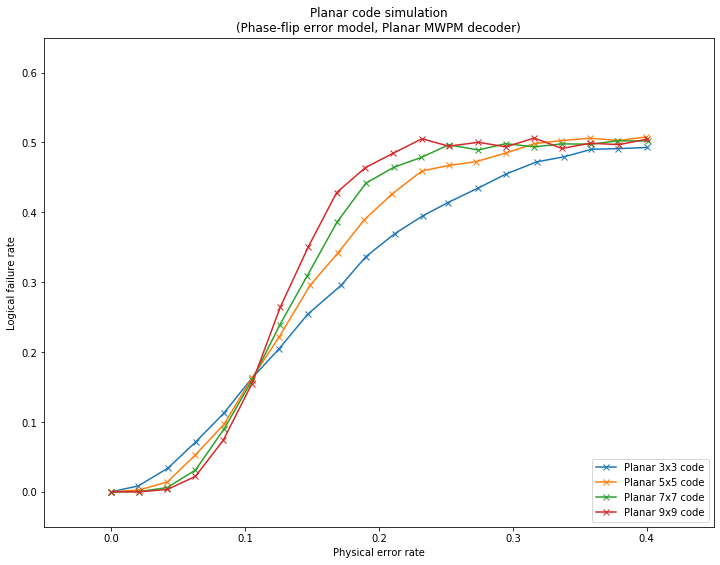 Planar code simulation
(Phase-flip error model, Planar MWPM decoder)
0.6
0.5
0.4
0.3
0.2
0.1
0.0
Logical failure rate
0.0 0.1 0.2 0.3 0.4
Physical error rate
Planar 3x3 code
Planar 5x5 code
Planar 7x7 code
Planar 9x9 code